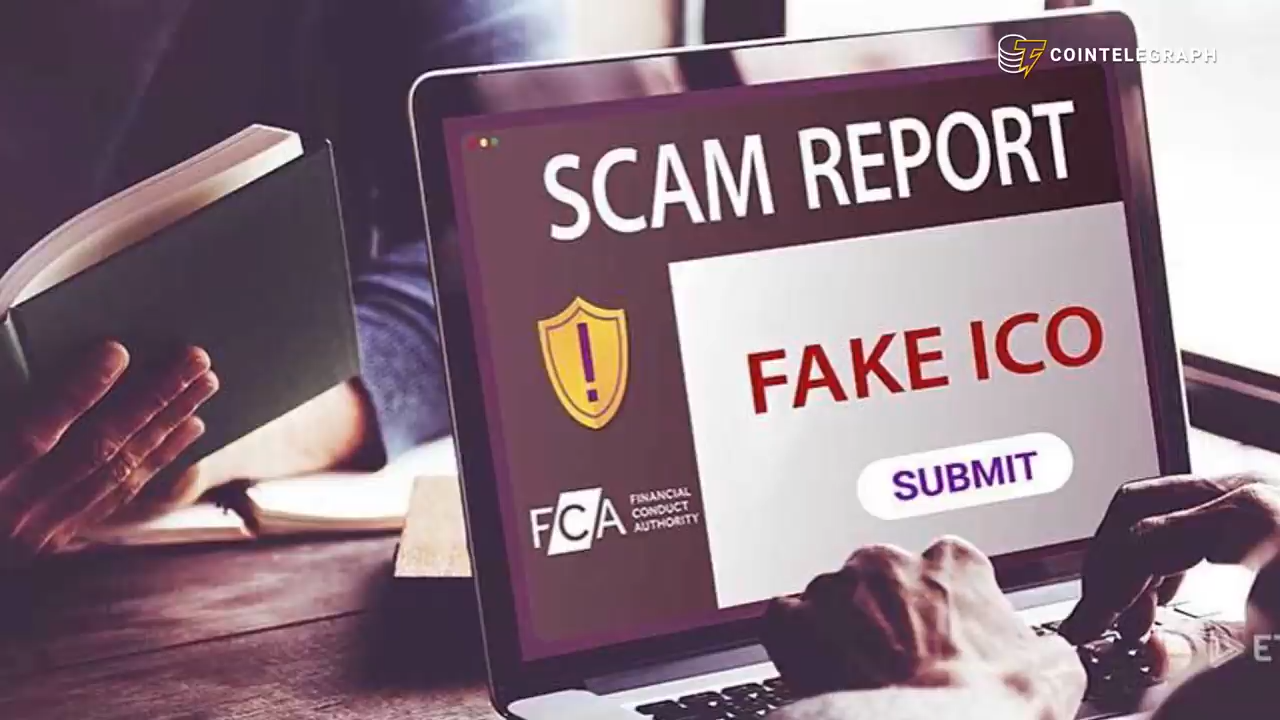 COINTELEGRAPH
SCAM REPORT
!
FAKE ICO
SUBMIT
FCA
FINANCIAL
CONDUCT
AUTHORITY